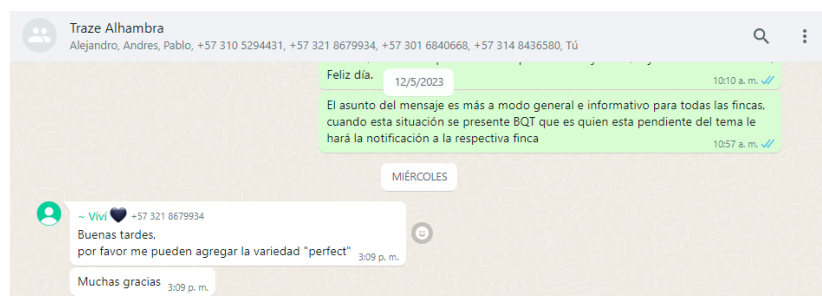 Traze Alhambra
Alejandro, Andres, Pablo, +57 310 5294431, +57 321 8679934, +57 301 6840668, +57 314 8436580, Tú
Feliz día.
10:10 a. m.
12/5/2023
El asunto del mensaje es más a modo general e informativo para todas las fincas,
cuando esta situación se presente BQT que es quien esta pendiente del tema le
hará la notificación a la respectiva finca
10:57 a. m.
MIÉRCOLES
~ Viví 🖤 +57 321 8679934
Buenas tardes,
por favor me pueden agregar la variedad "perfect"
3:09 p. m.
Muchas gracias
3:09 p. m.